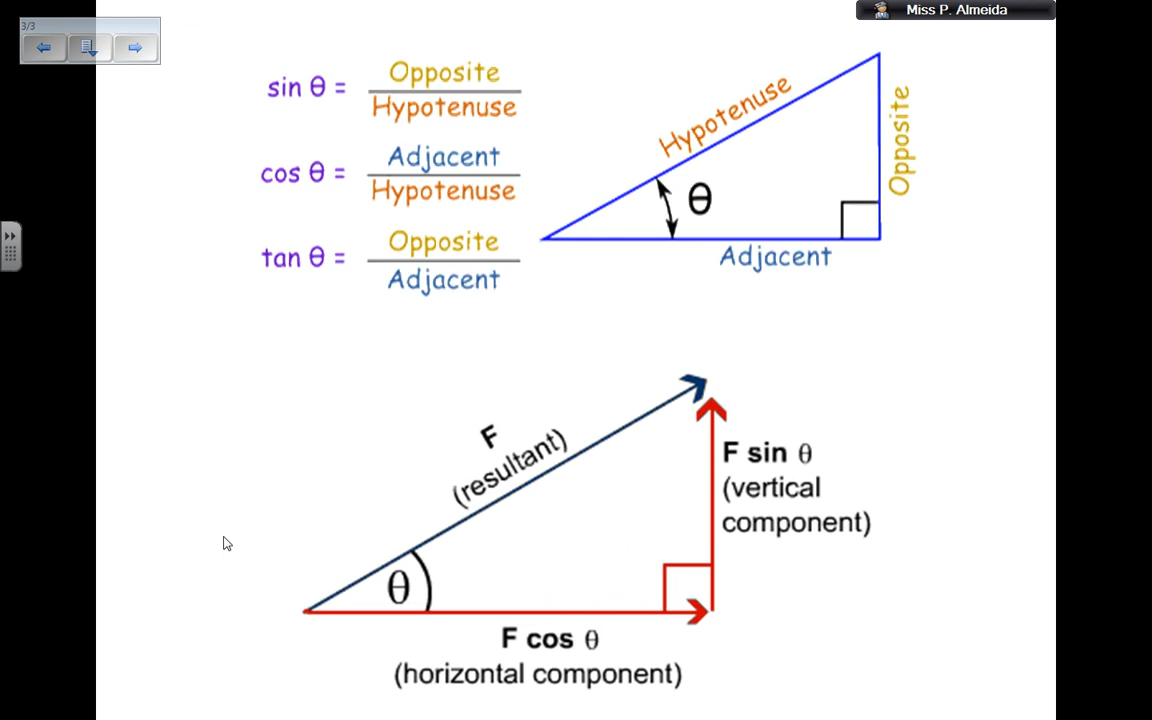 3/3
Miss P. Almeida
sin θ = Opposite
Hypotenuse
cos θ = Adjacent
Hypotenuse
tan θ = Opposite
Adjacent
Hypotenuse
Opposite
θ
Adjacent
F
(resultant)
F sin θ
(vertical
component)
θ
F cos θ
(horizontal component)